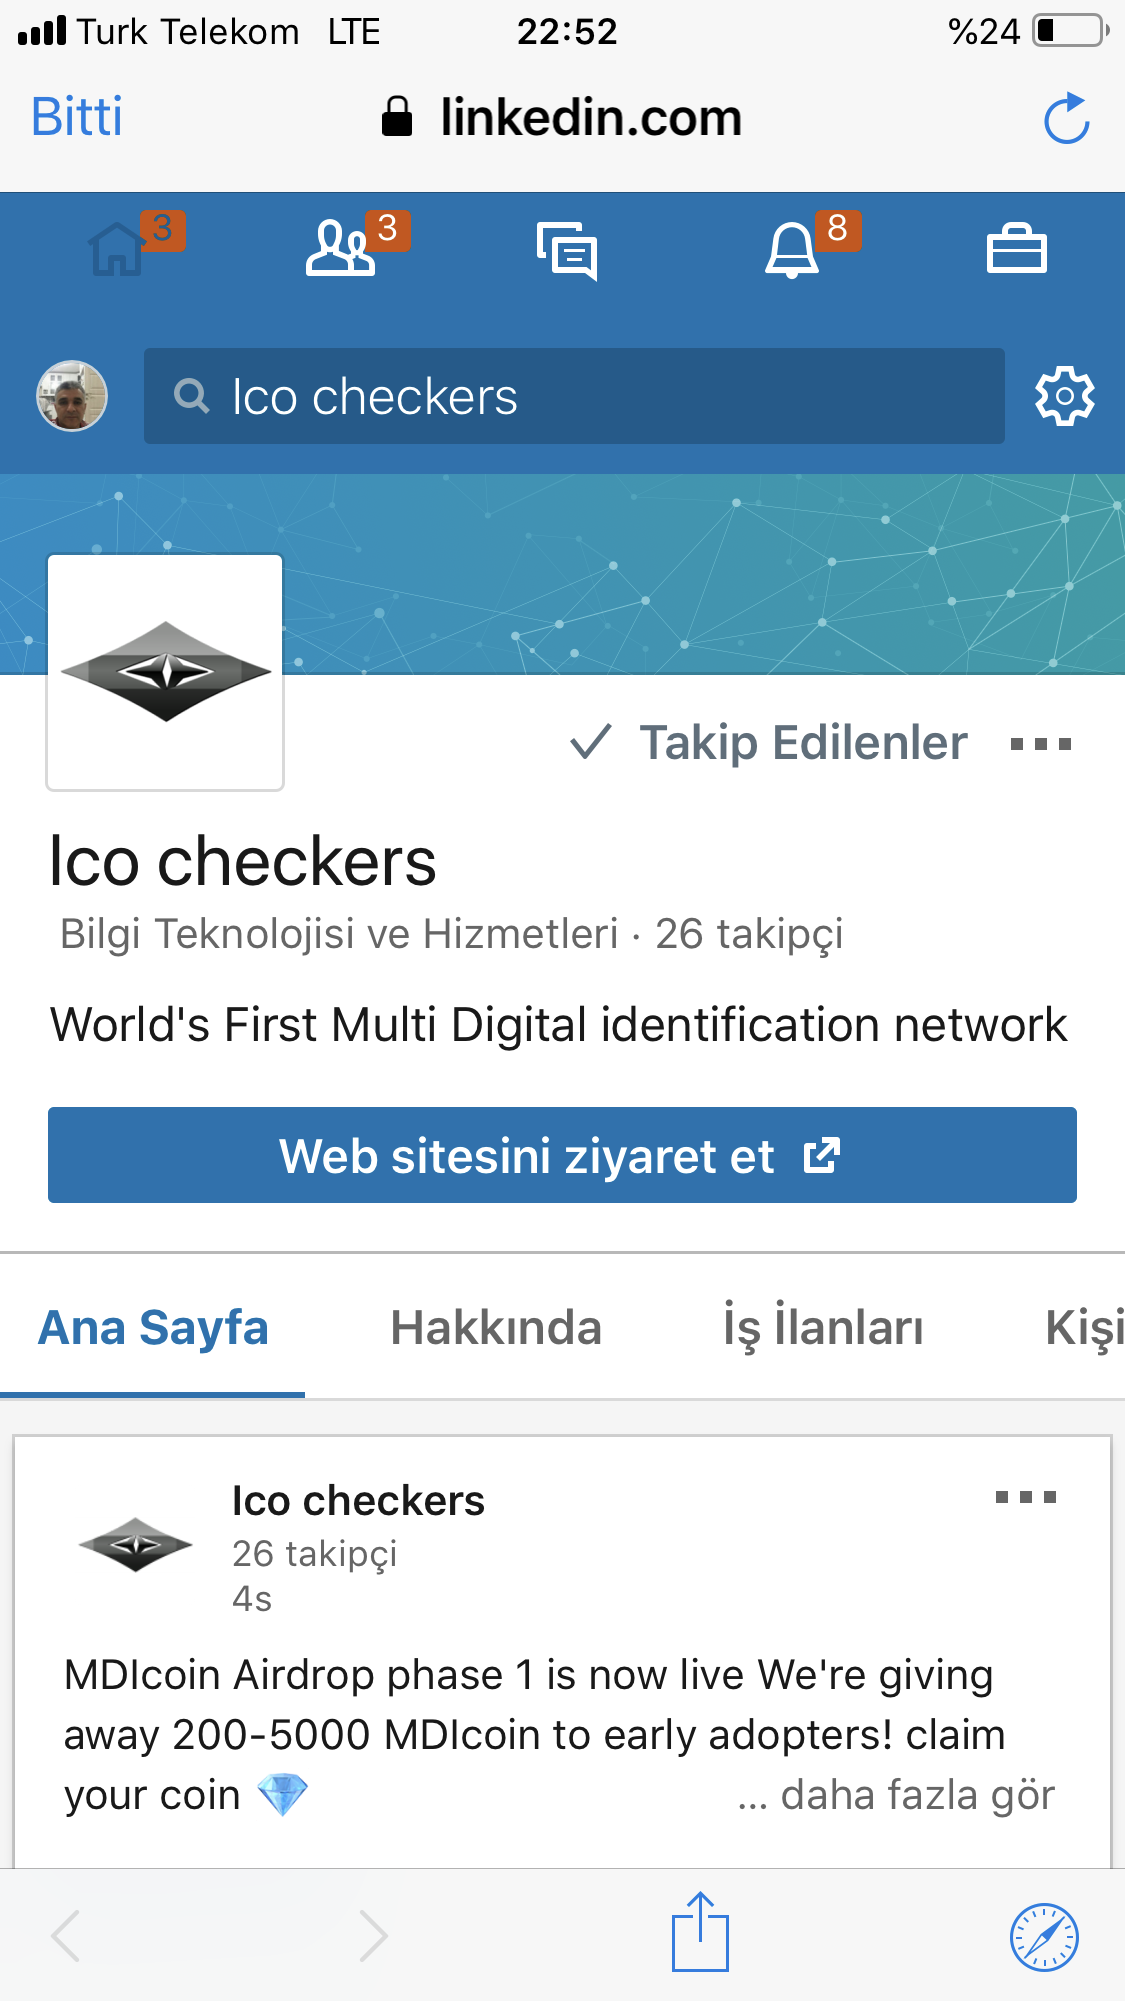 Turk Telekom LTE 22:52 %24
Bitti linkedin.com
3 3 8
Ico checkers
Takip Edilenler
Ico checkers
Bilgi Teknolojisi ve Hizmetleri · 26 takipçi
World's First Multi Digital identification network
Web sitesini ziyaret et
Ana Sayfa Hakkında İş İlanları Kişi
Ico checkers
26 takipçi
4s
MDIcoin Airdrop phase 1 is now live We're giving
away 200-5000 MDIcoin to early adopters! claim
your coin 💎 ... daha fazla gör